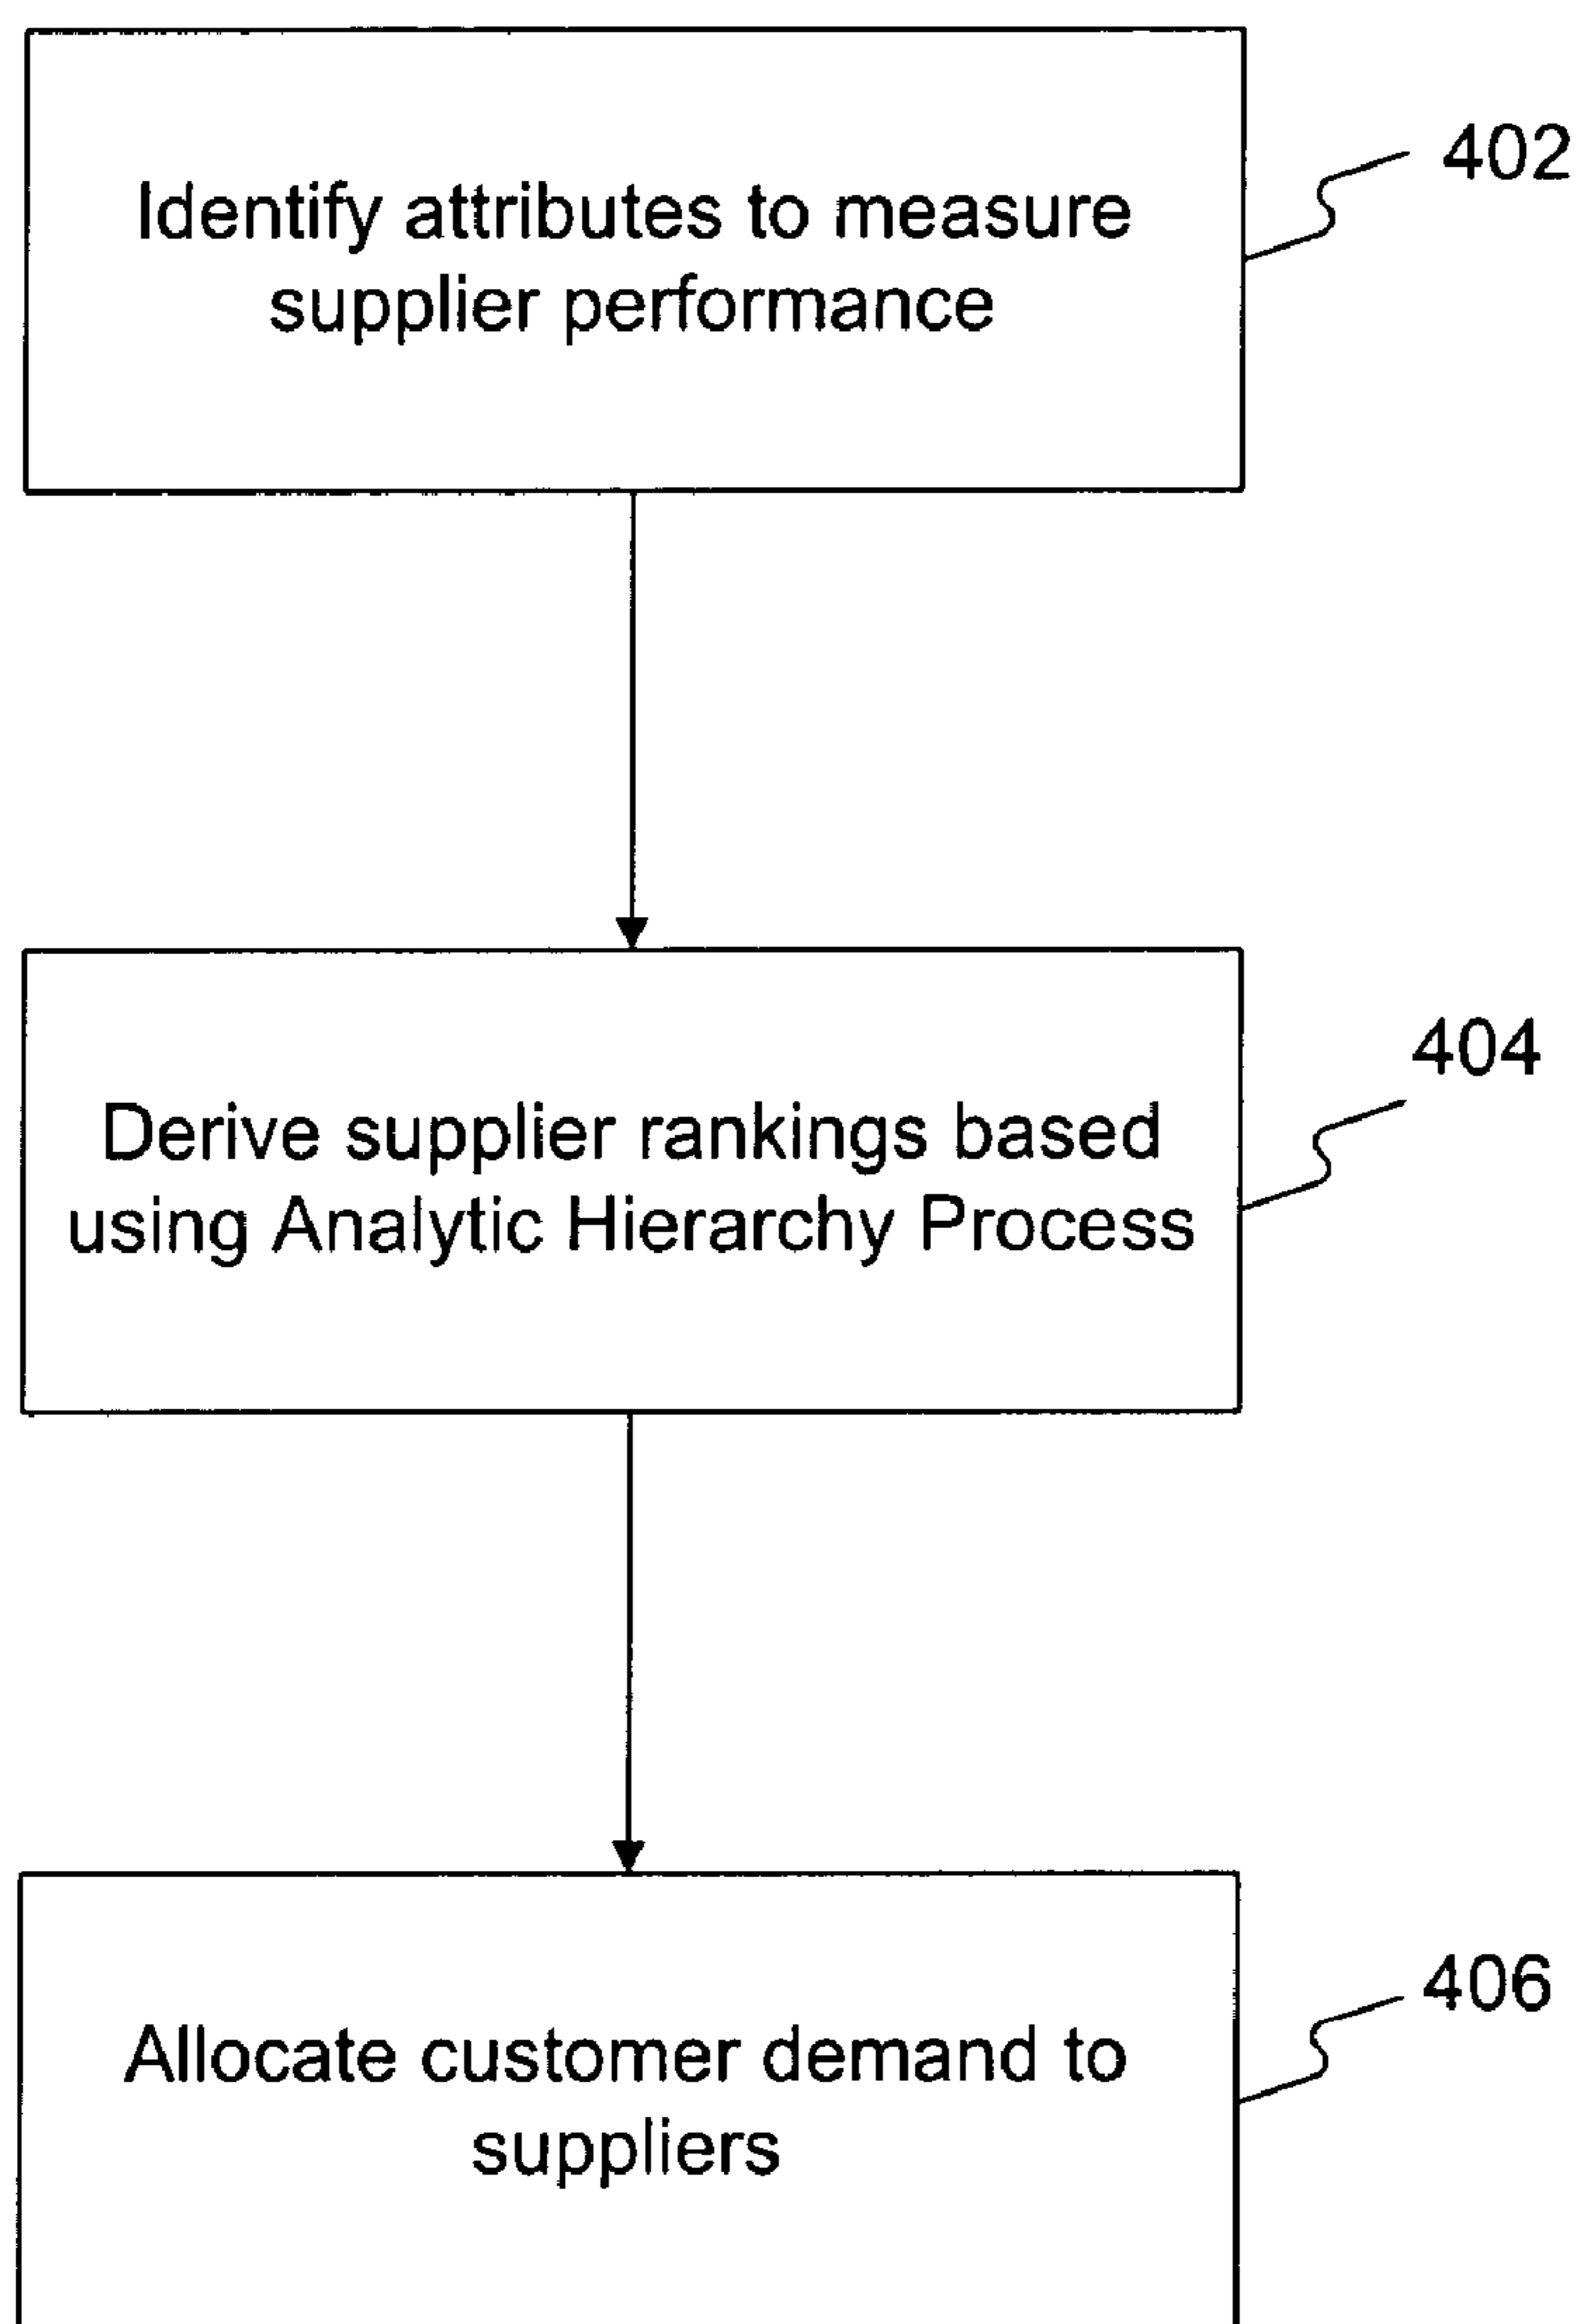 Identify attributes to measure
supplier performance
402
Derive supplier rankings based
using Analytic Hierarchy Process
404
Allocate customer demand to
suppliers
406